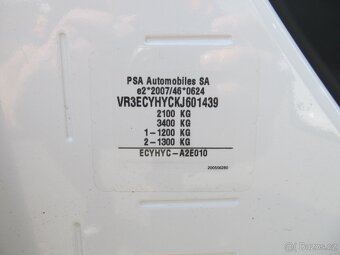 PSA Automobiles SA
e2*2007/46*0624
VR3ECYHYCKJ601439
2100 KG
3400 KG
1-1200 KG
2-1300 KG
ECYHYC-A2E010